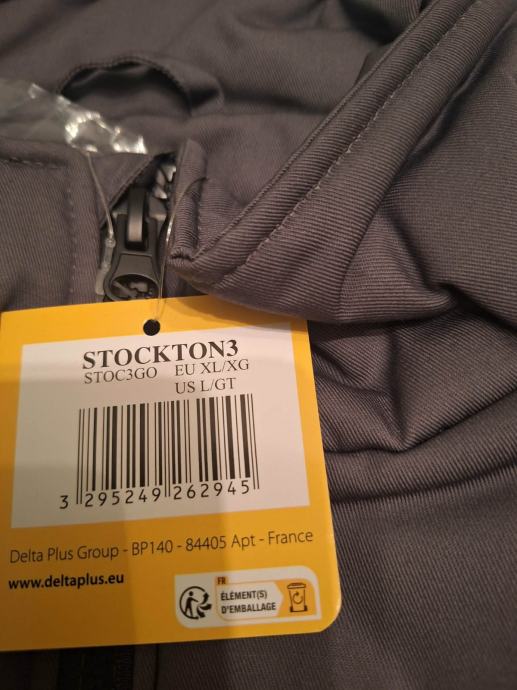 STOCKTON3
STOC3GO EU XL/XG
US L/GT
3 295249 262945
Delta Plus Group - BP140 - 84405 Apt - France
www.deltaplus.eu
FR
ÉLÉMENT(S)
D'EMBALLAGE